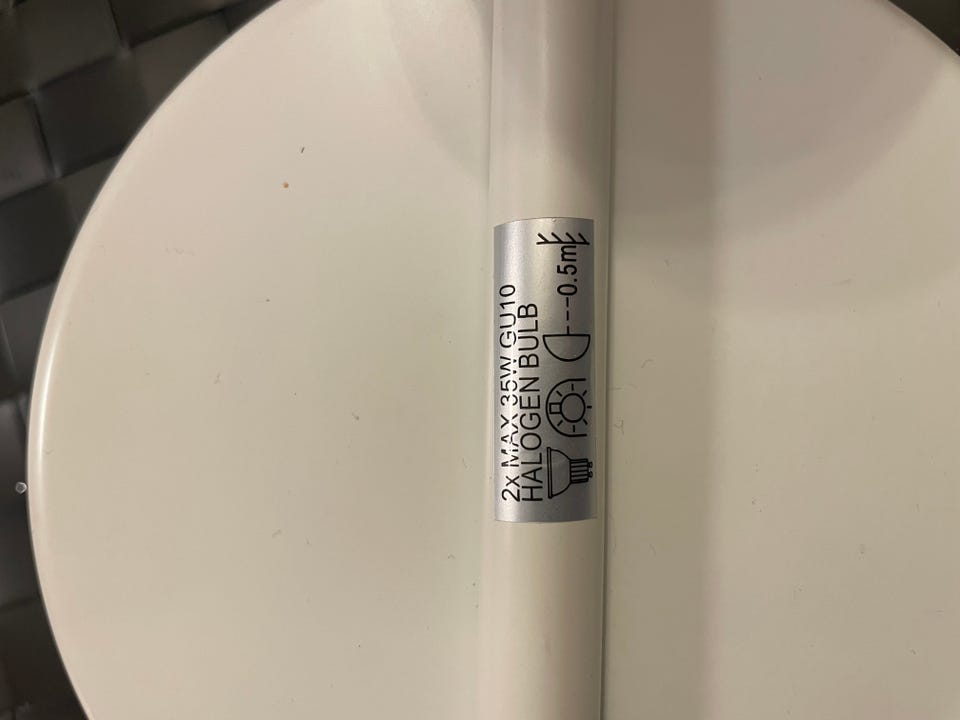 2x MAX 35W GU10
HALOGEN BULB
0.5m